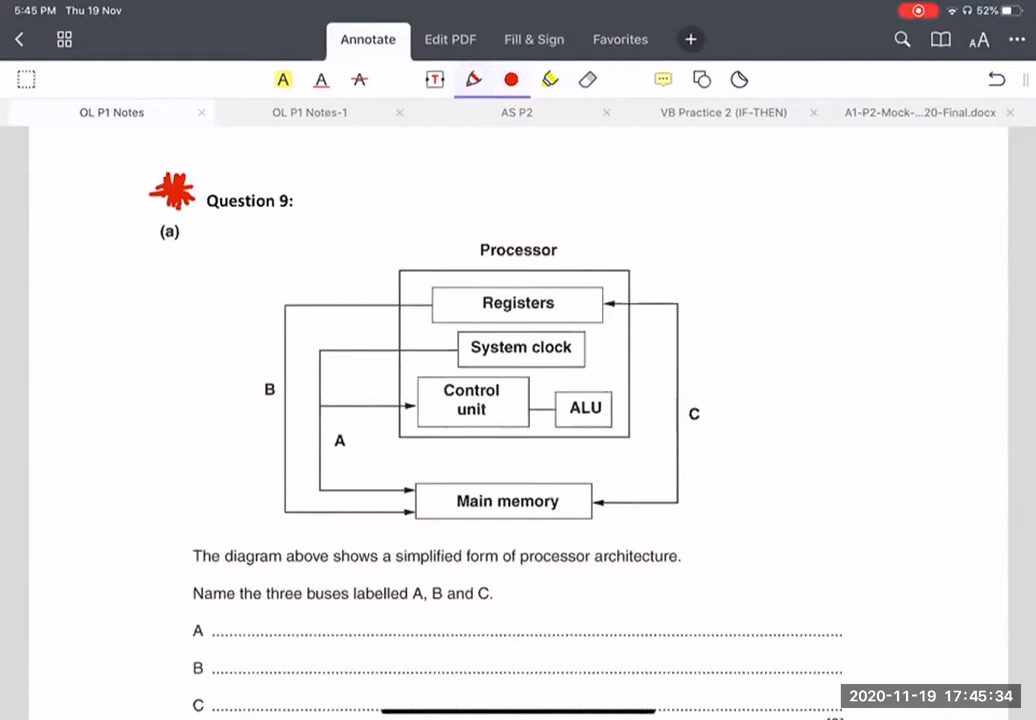 5:45 PM Thu 19 Nov
52%
Annotate Edit PDF Fill & Sign Favorites +
AA
A A A T
OL P1 Notes × OL P1 Notes-1 × AS P2 × VB Practice 2 (IF-THEN) × A1-P2-Mock-...20-Final.docx ×
Question 9:
(a)
Processor
Registers
System clock
Control
unit
ALU
B
A
C
Main memory
The diagram above shows a simplified form of processor architecture.
Name the three buses labelled A, B and C.
A ................................................................
B ................................................................
C ................................................................
2020-11-19 17:45:34